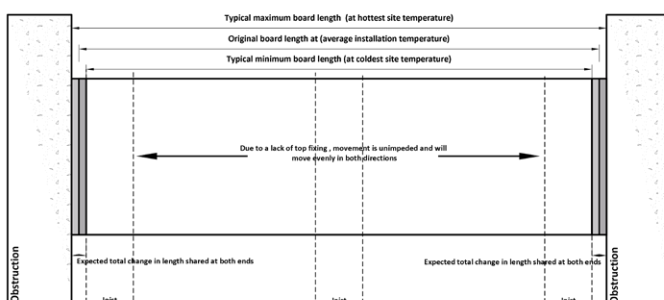 Typical maximum board length  (at hottest site temperature)
Original board length at (average installation temperature)
Typical minimum board length (at coldest site temperature)
Due to a lack of top fixing , movement is unimpeded and will
move evenly in both directions
Expected total change in length shared at both ends
Expected total change in length shared at both ends
Obstruction
Obstruction
Joist
Joist
Joist